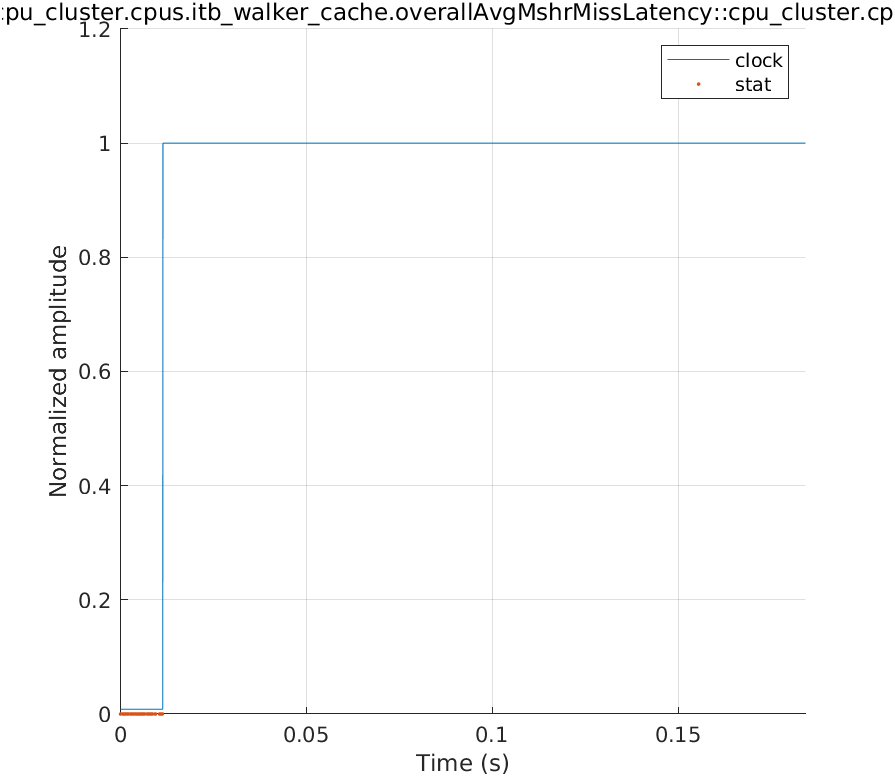 :pu_cluster.cpus.itb_walker_cache.overallAvgMshrMissLatency::cpu_cluster.cp
1.2
1
0.8
0.6
0.4
0.2
0
Normalized amplitude
clock
stat
0
0.05
0.1
0.15
Time (s)